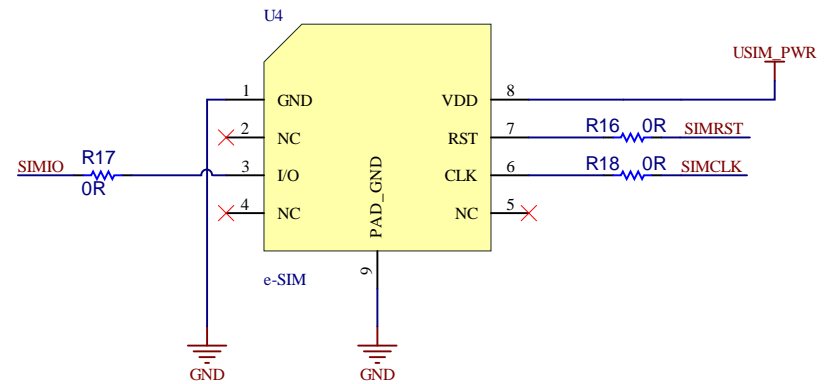 U4
USIM_PWR
1 GND VDD 8
2 NC RST 7 R16 0R SIMRST
SIMIO R17 0R 3 I/O CLK 6 R18 0R SIMCLK
4 NC NC 5
PAD_GND
9
e-SIM
GND
GND